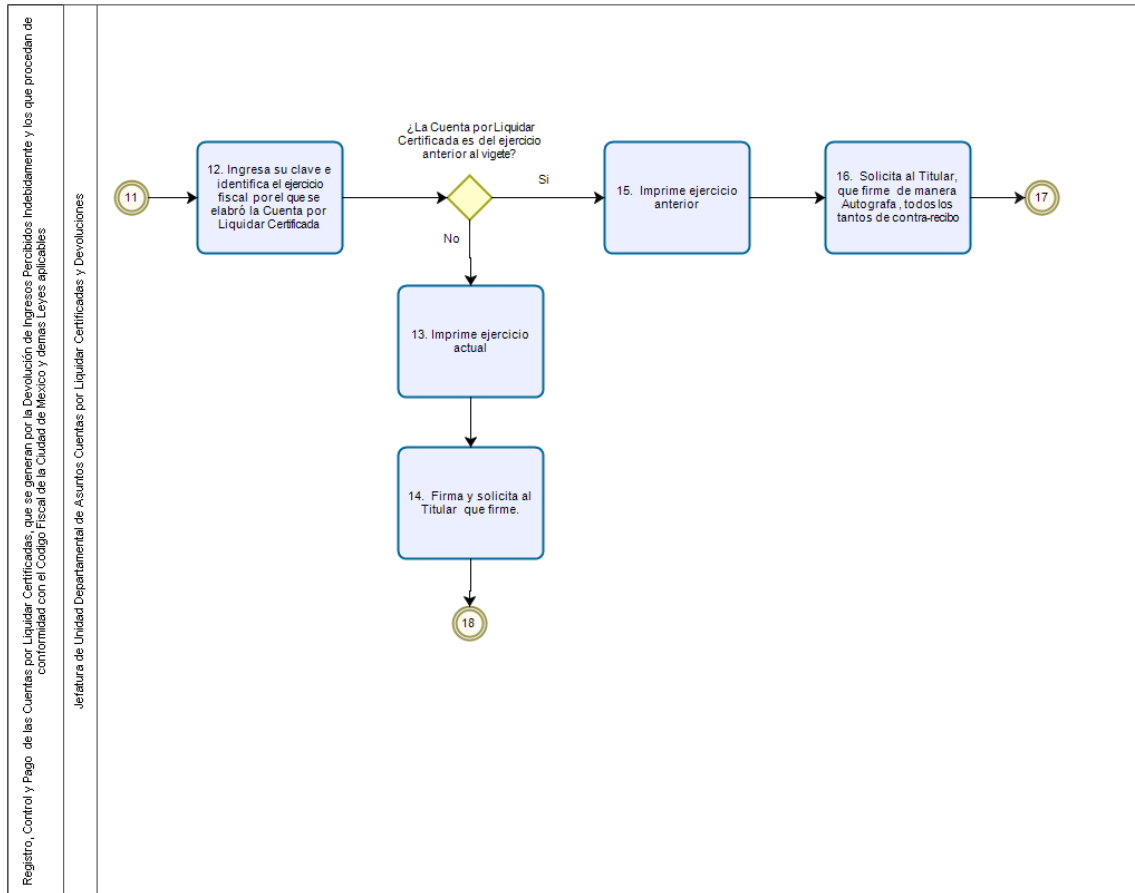 Registro, Control y Pago de las Cuentas por Liquidar Certificadas, que se generan por la Devolución de Ingresos Percibidos Indebidamente y los que procedan de
conformidad con el Codigo Fiscal de la Ciudad de Mexico y demas Leyes aplicables
Jefatura de Unidad Departamental de Asuntos Cuentas por Liquidar Certificadas y Devoluciones
11
12. Ingresa su clave e
identifica el ejercicio
fiscal por el que se
elabró la Cuenta por
Liquidar Certificada
¿La Cuenta por Liquidar
Certificada es del ejercicio
anterior al vigete?
Si
15. Imprime ejercicio
anterior
16. Solicita al Titular,
que firme de manera
Autografa, todos los
tantos de contra-recibo
17
No
13. Imprime ejercicio
actual
14. Firma y solicita al
Titular que firme.
18